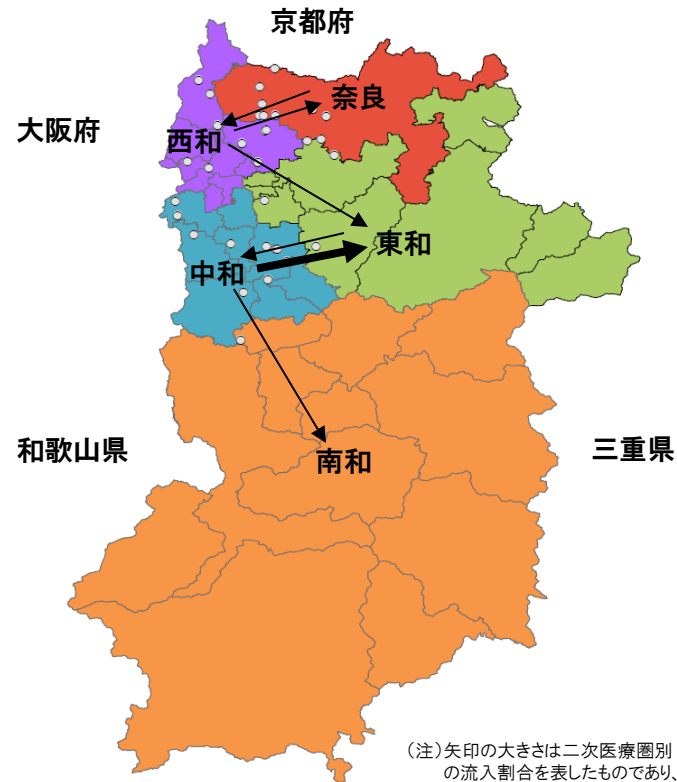 京都府
奈良
大阪府
西和
東和
中和
和歌山県
南和
三重県
(注)矢印の大きさは二次医療圏別
の流入割合を表したものであり、